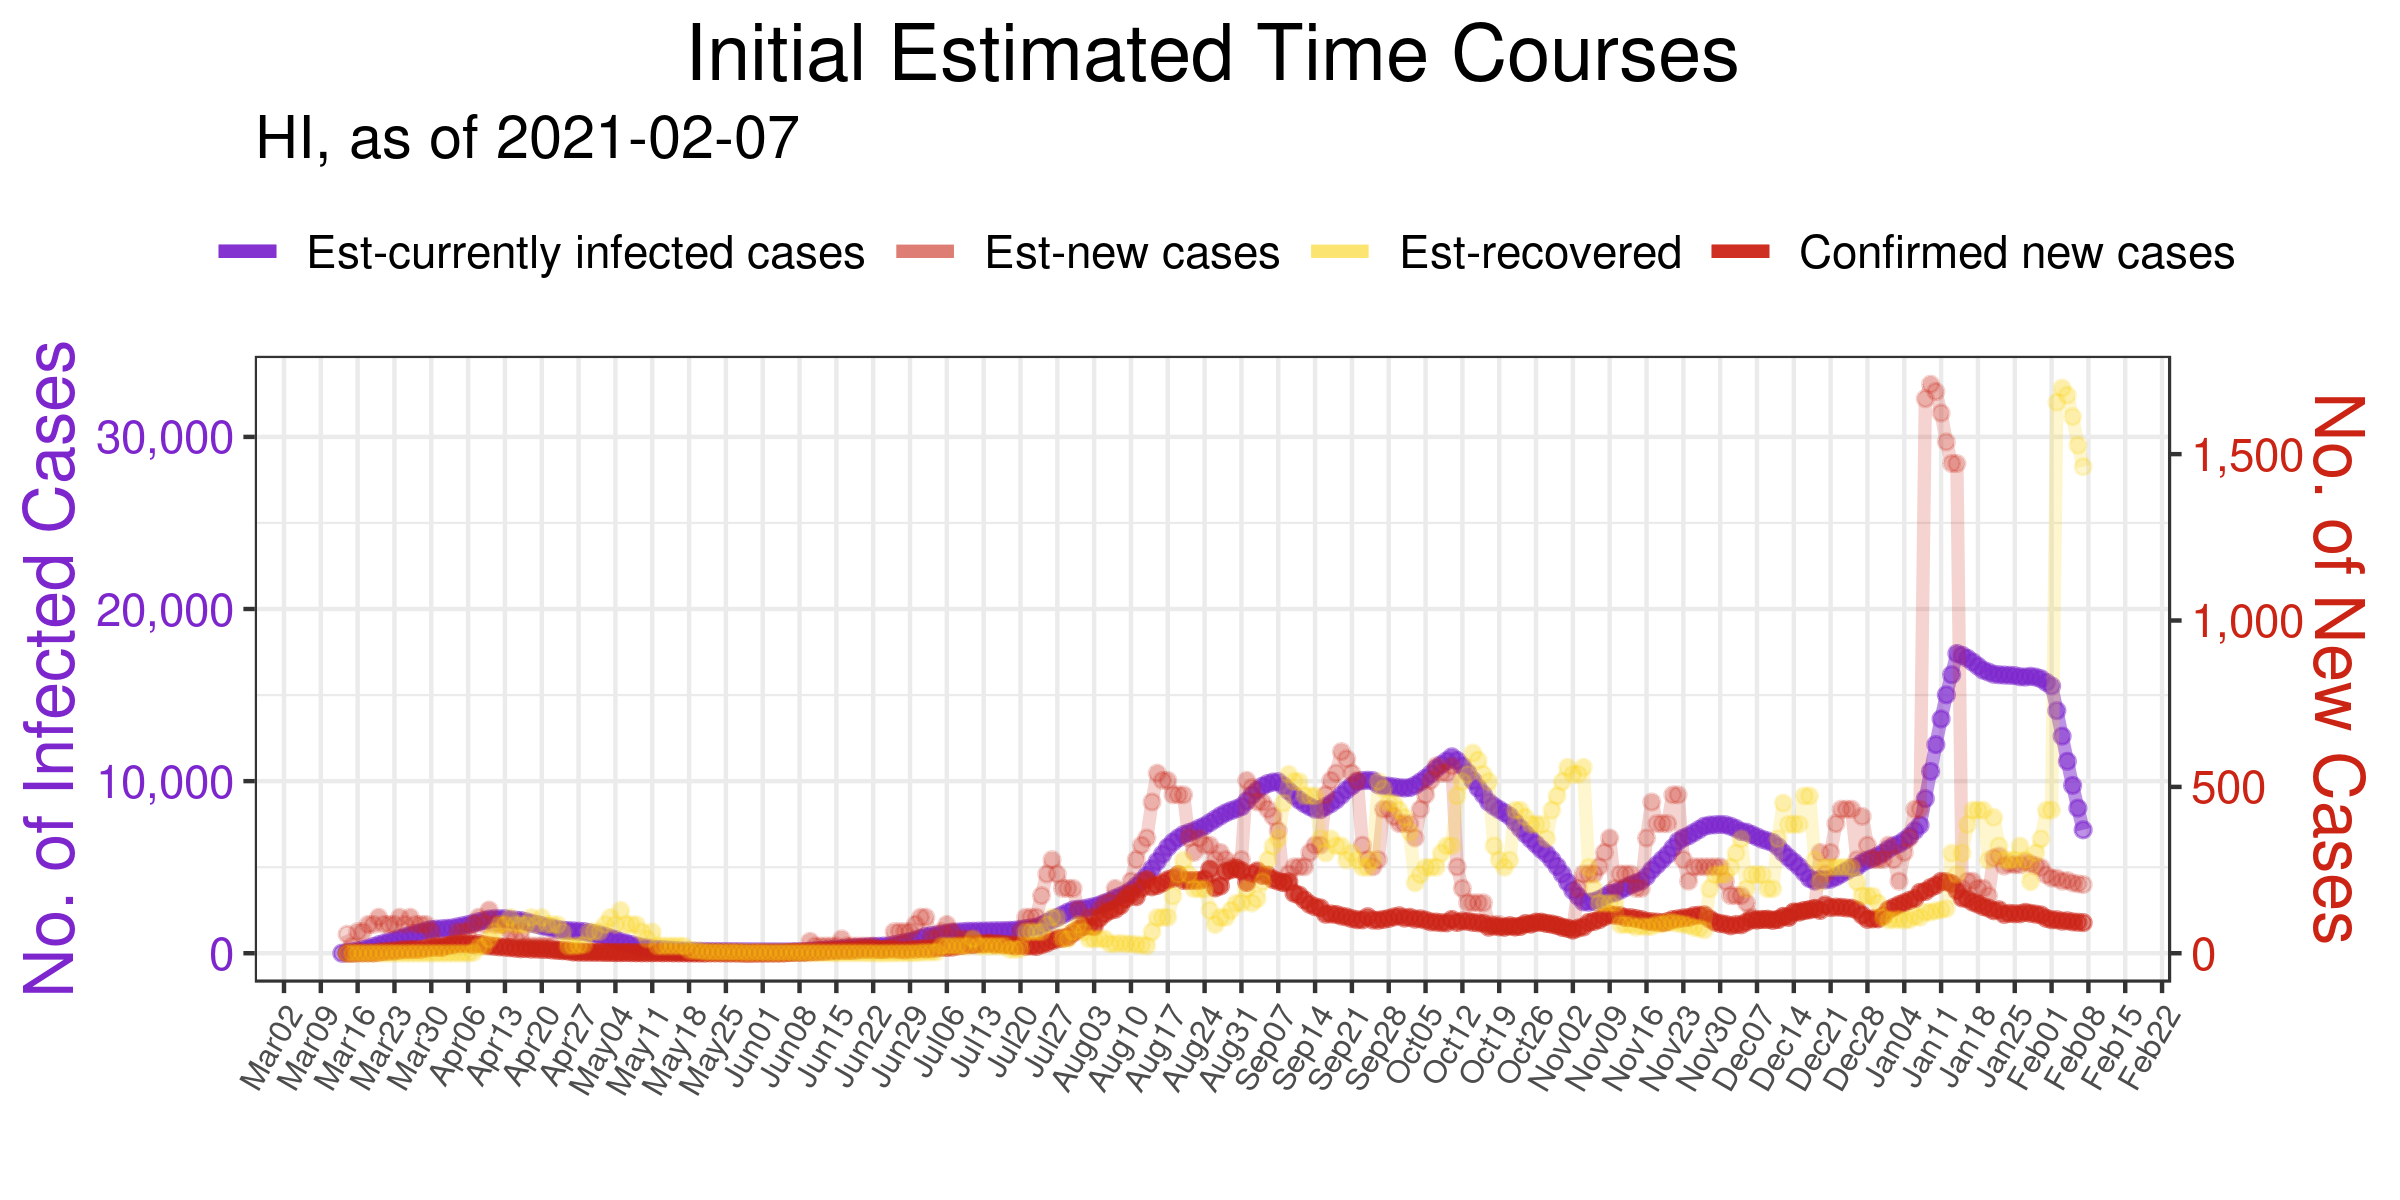 Initial Estimated Time Courses
HI, as of 2021-02-07
Est-currently infected cases
Est-new cases
Est-recovered
Confirmed new cases
No. of Infected Cases
30,000
20,000
10,000
0
1,500
1,000
500
0
No. of New Cases
Mar02
Mar09
Mar16
Mar23
Mar30
Apr06
Apr13
Apr20
Apr27
May04
May11
May18
May25
Jun01
Jun08
Jun15
Jun22
Jun29
Jul06
Jul13
Jul20
Jul27
Aug03
Aug10
Aug17
Aug24
Aug31
Sep07
Sep14
Sep21
Sep28
Oct05
Oct12
Oct19
Oct26
Nov02
Nov09
Nov16
Nov23
Nov30
Dec07
Dec14
Dec21
Dec28
Jan04
Jan11
Jan18
Jan25
Feb01
Feb08
Feb15
Feb22